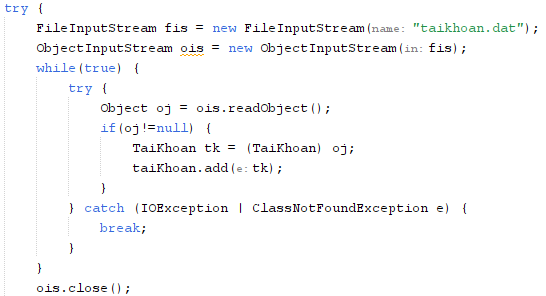 try {
    FileInputStream fis = new FileInputStream(name: "taikhoan.dat");
    ObjectInputStream ois = new ObjectInputStream(in: fis);
    while(true) {
        try {
            Object oj = ois.readObject();
            if(oj!=null) {
                TaiKhoan tk = (TaiKhoan) oj;
                taiKhoan.add(e: tk);
            }
        } catch (IOException | ClassNotFoundException e) {
            break;
        }
    }
    ois.close();